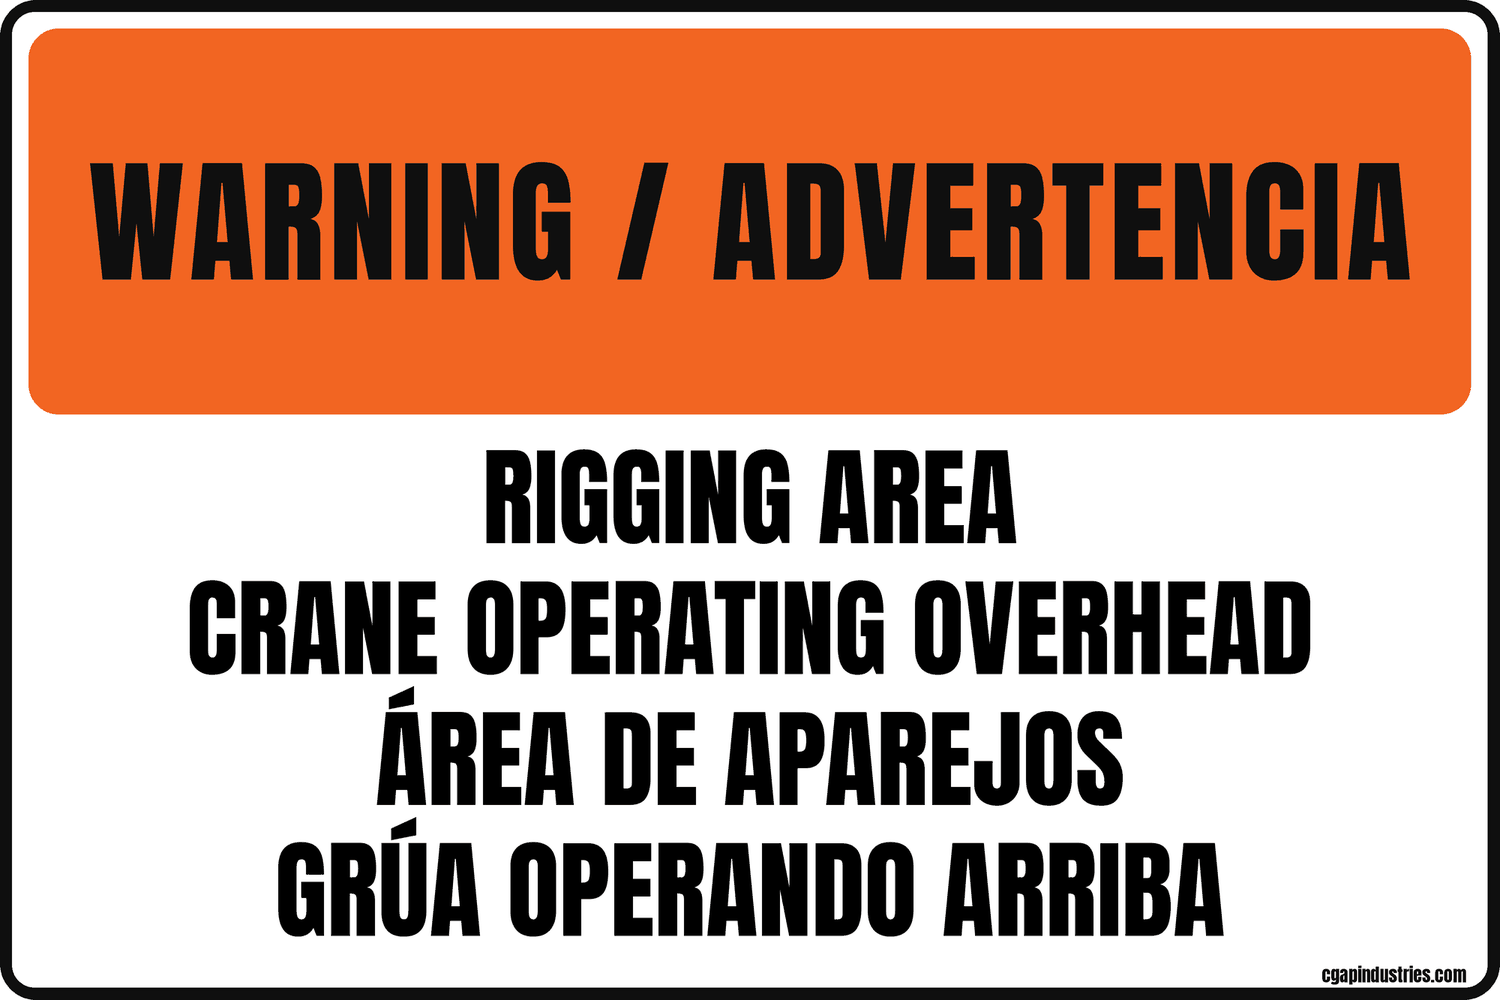 WARNING / ADVERTENCIA
RIGGING AREA
CRANE OPERATING OVERHEAD
ÁREA DE APAREJOS
GRÚA OPERANDO ARRIBA
cgapindustries.com